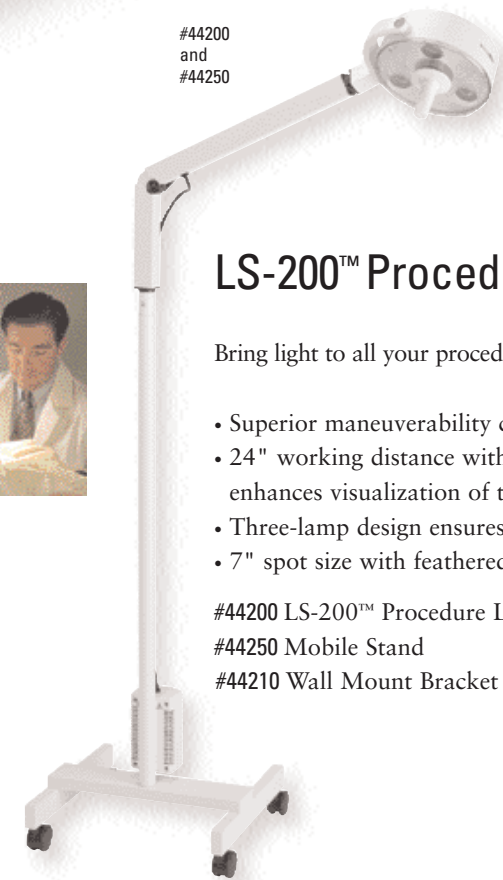 #44200
and
#44250
LS-200™ Proced
Bring light to all your proced
• Superior maneuverability
• 24" working distance with
enhances visualization of
• Three-lamp design ensures
• 7" spot size with feathered
#44200 LS-200™ Procedure L
#44250 Mobile Stand
#44210 Wall Mount Bracket